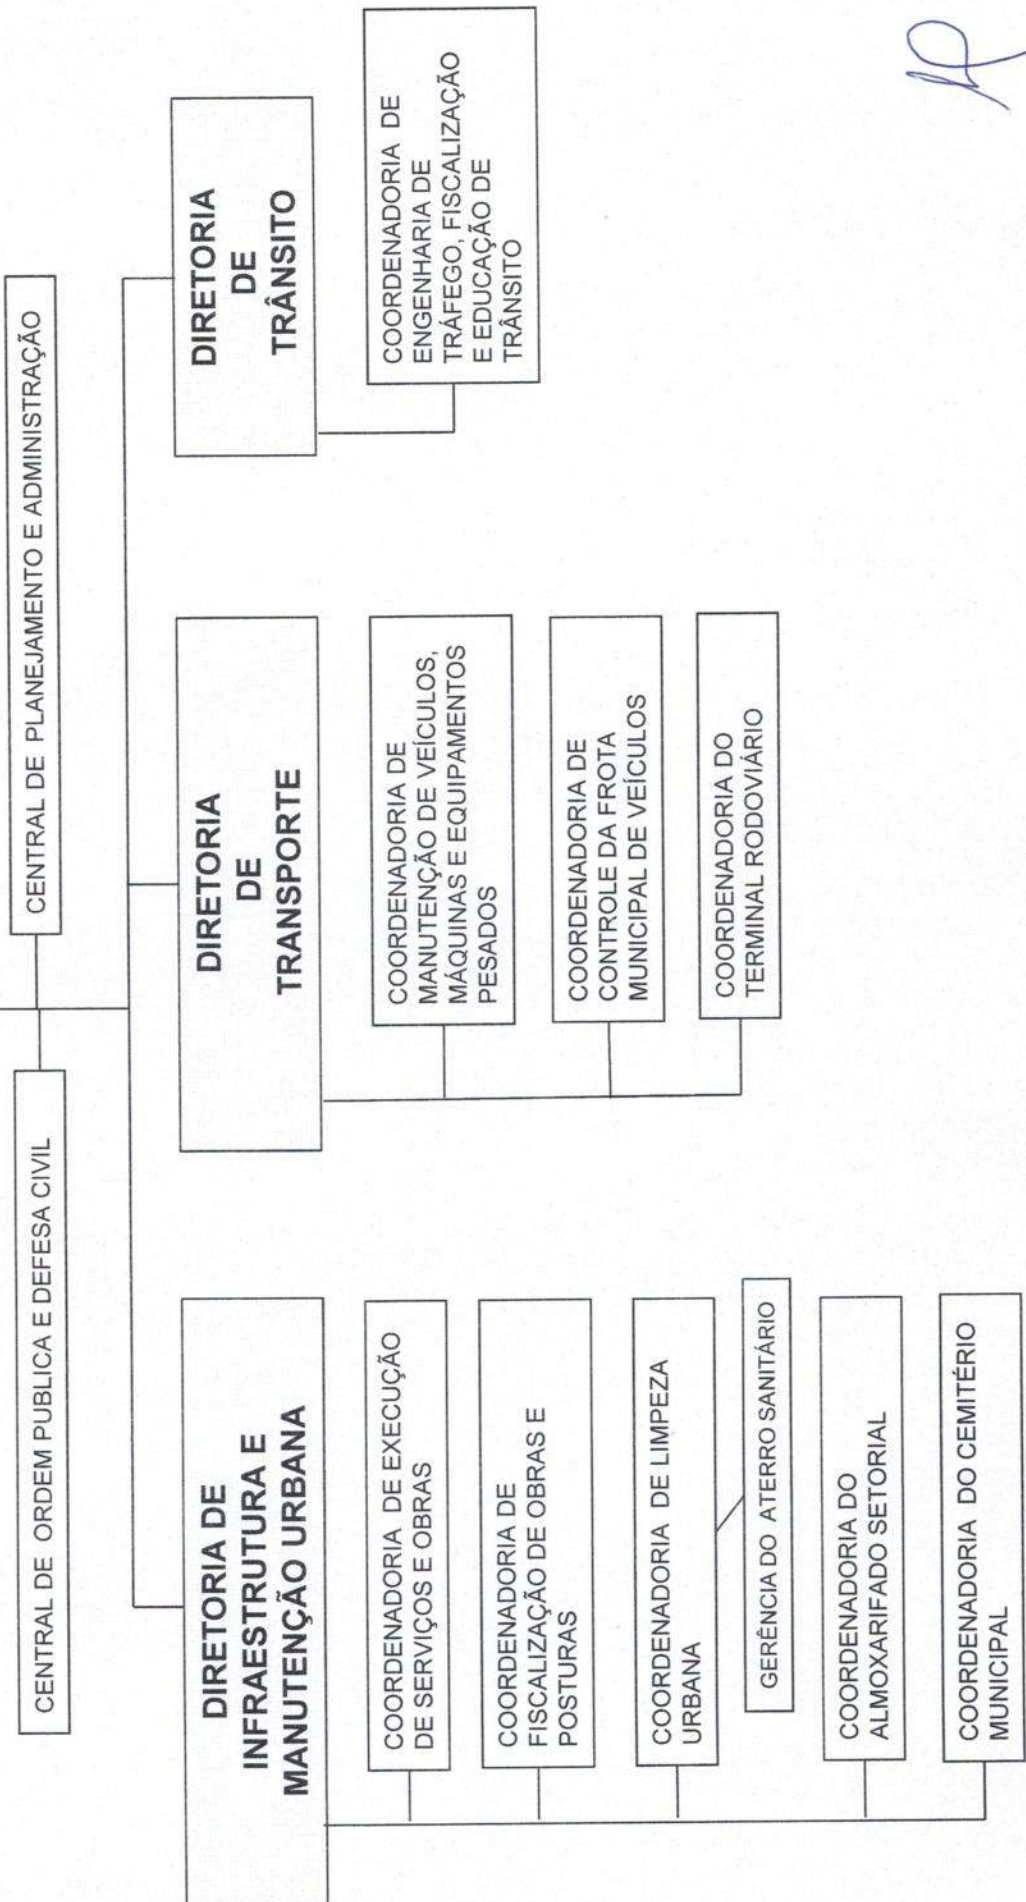 CENTRAL DE ORDEM PUBLICA E DEFESA CIVIL
CENTRAL DE PLANEJAMENTO E ADMINISTRAÇÃO
DIRETORIA DE
INFRAESTRUTURA E
MANUTENÇÃO URBANA
COORDENADORIA DE EXECUÇÃO
DE SERVIÇOS E OBRAS
COORDENADORIA DE
FISCALIZAÇÃO DE OBRAS E
POSTURAS
COORDENADORIA DE LIMPEZA
URBANA
GERÊNCIA DO ATERRO SANITÁRIO
COORDENADORIA DO
ALMOXARIFADO SETORIAL
COORDENADORIA DO CEMITÉRIO
MUNICIPAL
DIRETORIA
DE
TRANSPORTE
COORDENADORIA DE
MANUTENÇÃO DE VEÍCULOS,
MÁQUINAS E EQUIPAMENTOS
PESADOS
COORDENADORIA DE
CONTROLE DA FROTA
MUNICIPAL DE VEÍCULOS
COORDENADORIA DO
TERMINAL RODOVIÁRIO
DIRETORIA
DE
TRÂNSITO
COORDENADORIA DE
ENGENHARIA DE
TRÁFEGO, FISCALIZAÇÃO
E EDUCAÇÃO DE
TRÂNSITO